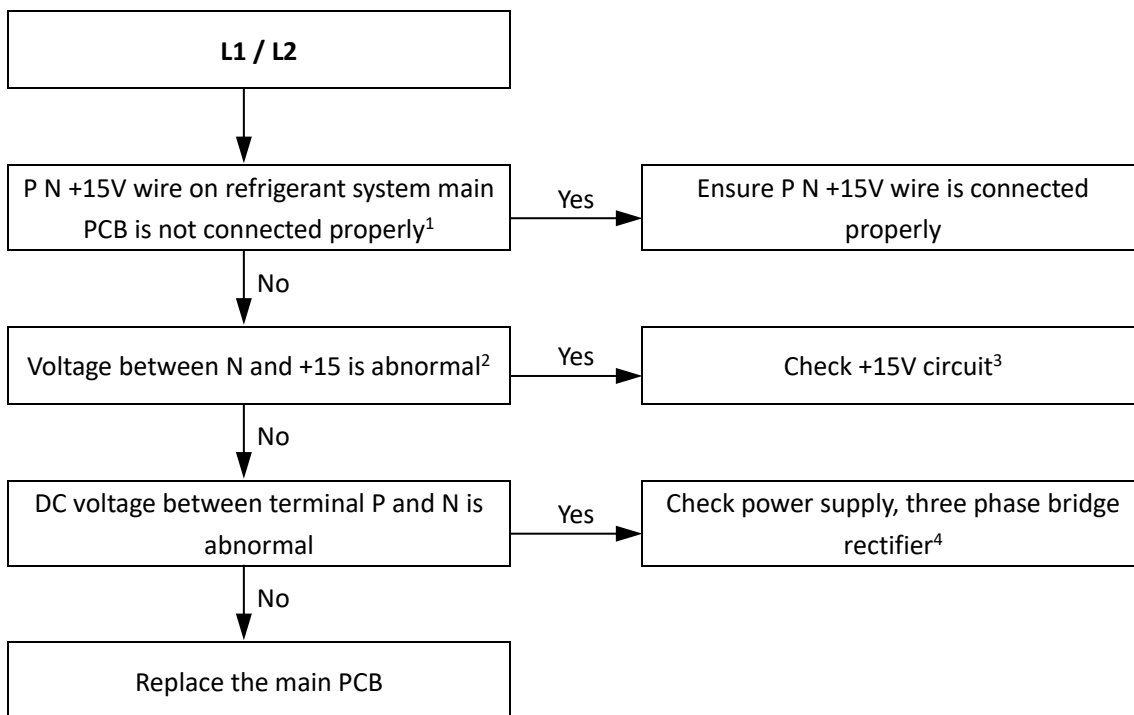 L1 / L2
P N +15V wire on refrigerant system main
PCB is not connected properly¹
Yes
Ensure P N +15V wire is connected
properly
No
Voltage between N and +15 is abnormal²
Yes
Check +15V circuit³
No
DC voltage between terminal P and N is
abnormal
Yes
Check power supply, three phase bridge
rectifier⁴
No
Replace the main PCB